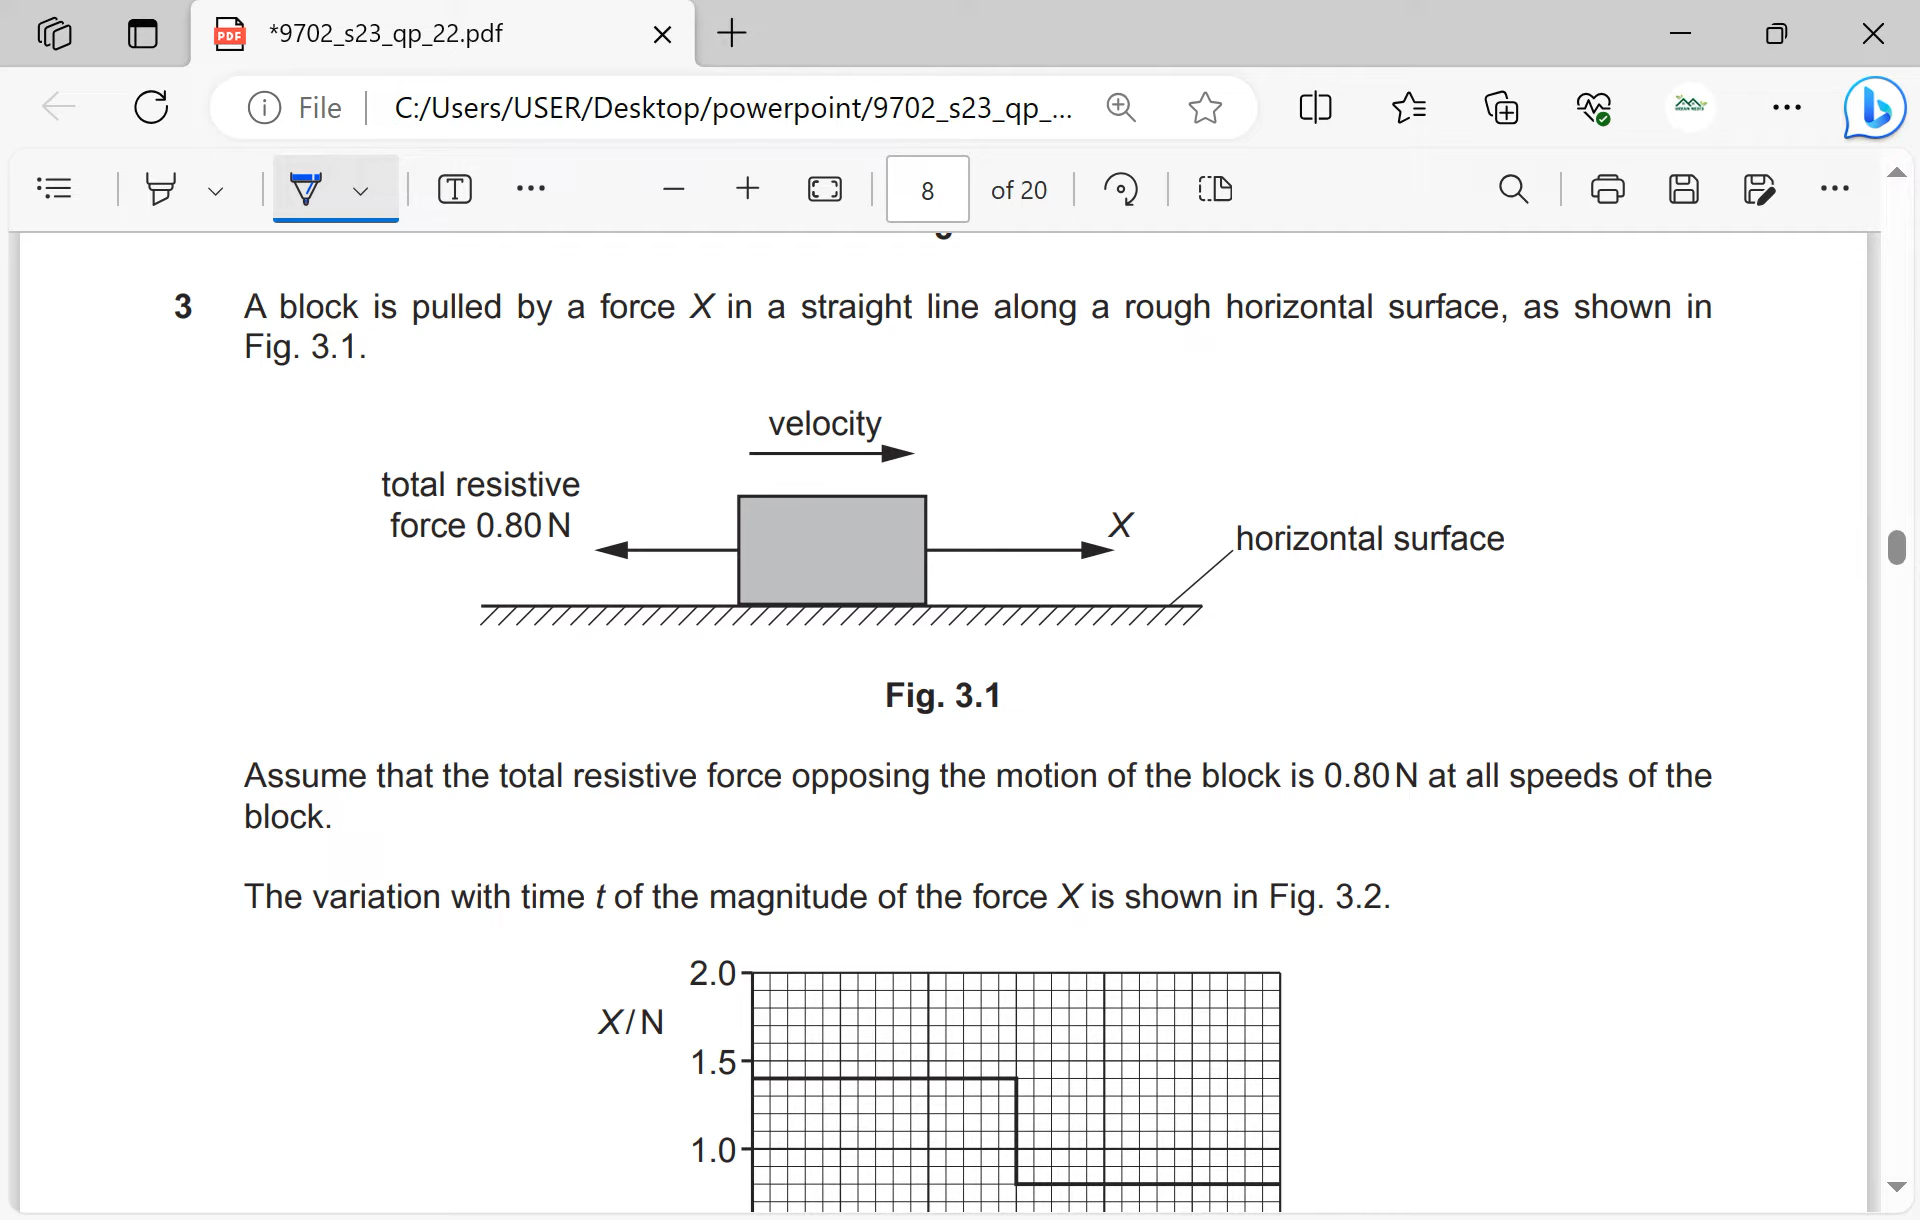 *9702_s23_qp_22.pdf
File
C:/Users/USER/Desktop/powerpoint/9702_s23_qp_...
8 of 20
3 A block is pulled by a force X in a straight line along a rough horizontal surface, as shown in
Fig. 3.1.
velocity
total resistive
force 0.80 N
X
horizontal surface
Fig. 3.1
Assume that the total resistive force opposing the motion of the block is 0.80 N at all speeds of the
block.
The variation with time t of the magnitude of the force X is shown in Fig. 3.2.
2.0
X/N
1.5
1.0